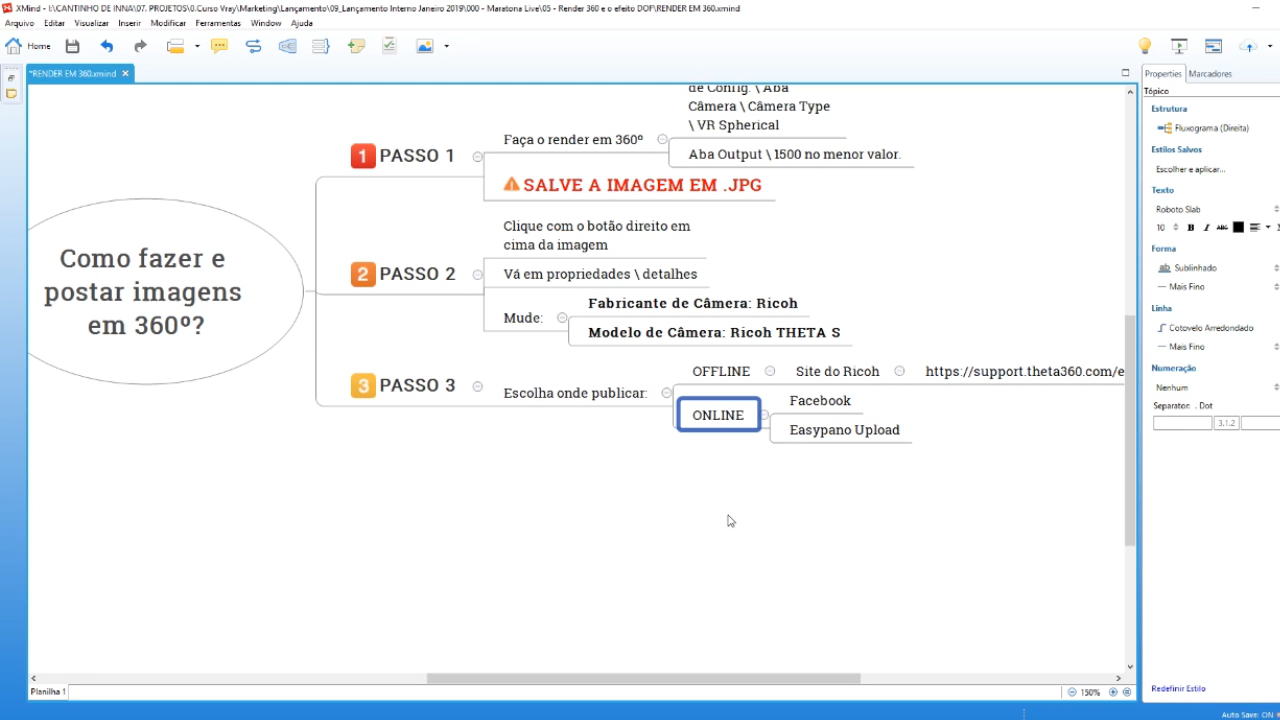 XMind - I:\CANTINHO DE INNA\07. PROJETOS\0.Curso Vray\Marketing\Lançamento\09_Lançamento Interno Janeiro 2019\000 - Maratona Live\05 - Render 360 e o efeito DOF\RENDER EM 360.xmind
Arquivo Editar Visualizar Inserir Modificar Ferramentas Window Ajuda
Home
*RENDER EM 360.xmind
Properties Marcadores
Tópico
Estrutura
Fluxograma (Direita)
Estilos Salvos
Escolher e aplicar...
Texto
Roboto Slab
10 B I ABC
Forma
Sublinhado
Mais Fino
Linha
Cotovelo Arredondado
Mais Fino
Numeração
Nenhum
Separator: . Dot
3.1.2
Redefinir Estilo
Como fazer e
postar imagens
em 360º?
1 PASSO 1
Faça o render em 360º
de Config. \ Aba
Câmera \ Câmera Type
\ VR Spherical
Aba Output \ 1500 no menor valor.
SALVE A IMAGEM EM .JPG
2 PASSO 2
Clique com o botão direito em
cima da imagem
Vá em propriedades \ detalhes
Mude:
Fabricante de Câmera: Ricoh
Modelo de Câmera: Ricoh THETA S
3 PASSO 3
Escolha onde publicar:
OFFLINE
Site do Ricoh
https://support.theta360.com/e
ONLINE
Facebook
Easypano Upload
Planilha 1
150%
Auto Save: ON